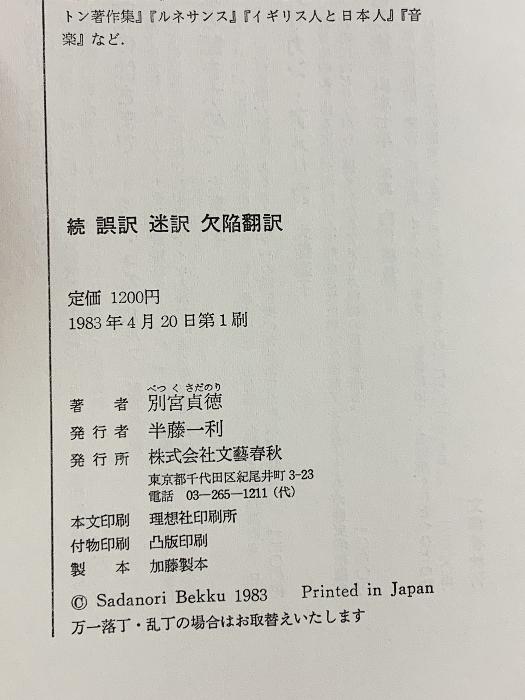 トン著作集』『ルネサンス』『イギリス人と日本人』『音
楽』など.
続 誤訳 迷訳 欠陥翻訳
定価 1200円
1983年4月20日第1刷
べつ く さだのり
著 者 別宮貞徳
発行者 半藤一利
発行所 株式会社文藝春秋
東京都千代田区紀尾井町3-23
電話 03―265―1211(代)
本文印刷 理想社印刷所
付物印刷 凸版印刷
製 本 加藤製本
© Sadanori Bekku 1983 Printed in Japan
万一落丁・乱丁の場合はお取替えいたします